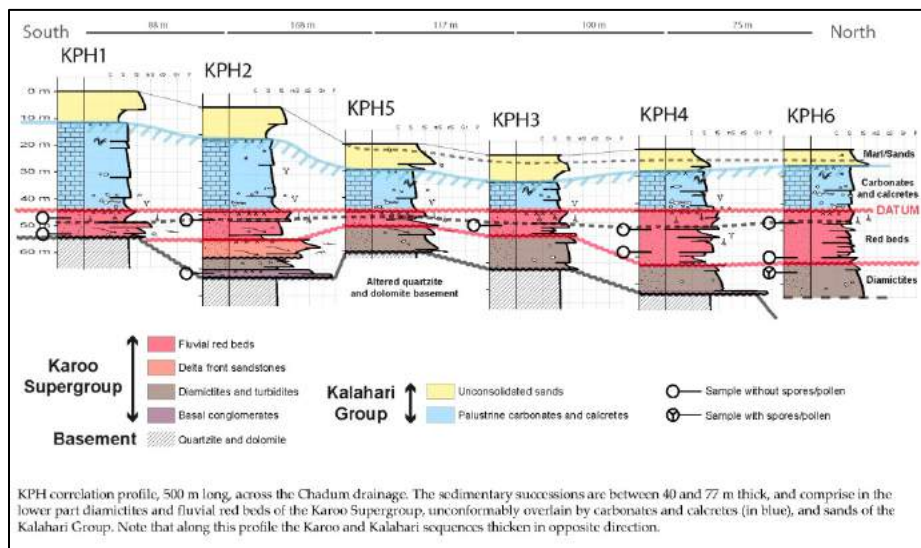 88 m 168 m 117 m 100 m 75 m
South North
KPH1
KPH2
KPH5
KPH3
KPH4
KPH6
0 m
10 m
20 m
30 m
40 m
50 m
60 m
Marl/Sands
Carbonates
and calcretes
DATUM
Red beds
Diamictites
Altered quartzite
and dolomite basement
Karoo
Supergroup
Fluvial red beds
Delta front sandstones
Diamictites and turbidites
Basal conglomerates
Basement
Quartzite and dolomite
Kalahari
Group
Unconsolidated sands
Palustrine carbonates and calcretes
Sample without spores/pollen
Sample with spores/pollen
KPH correlation profile, 500 m long, across the Chadum drainage. The sedimentary successions are between 40 and 77 m thick, and comprise in the
lower part diamictites and fluvial red beds of the Karoo Supergroup, unconformably overlain by carbonates and calcretes (in blue), and sands of the
Kalahari Group. Note that along this profile the Karoo and Kalahari sequences thicken in opposite direction.